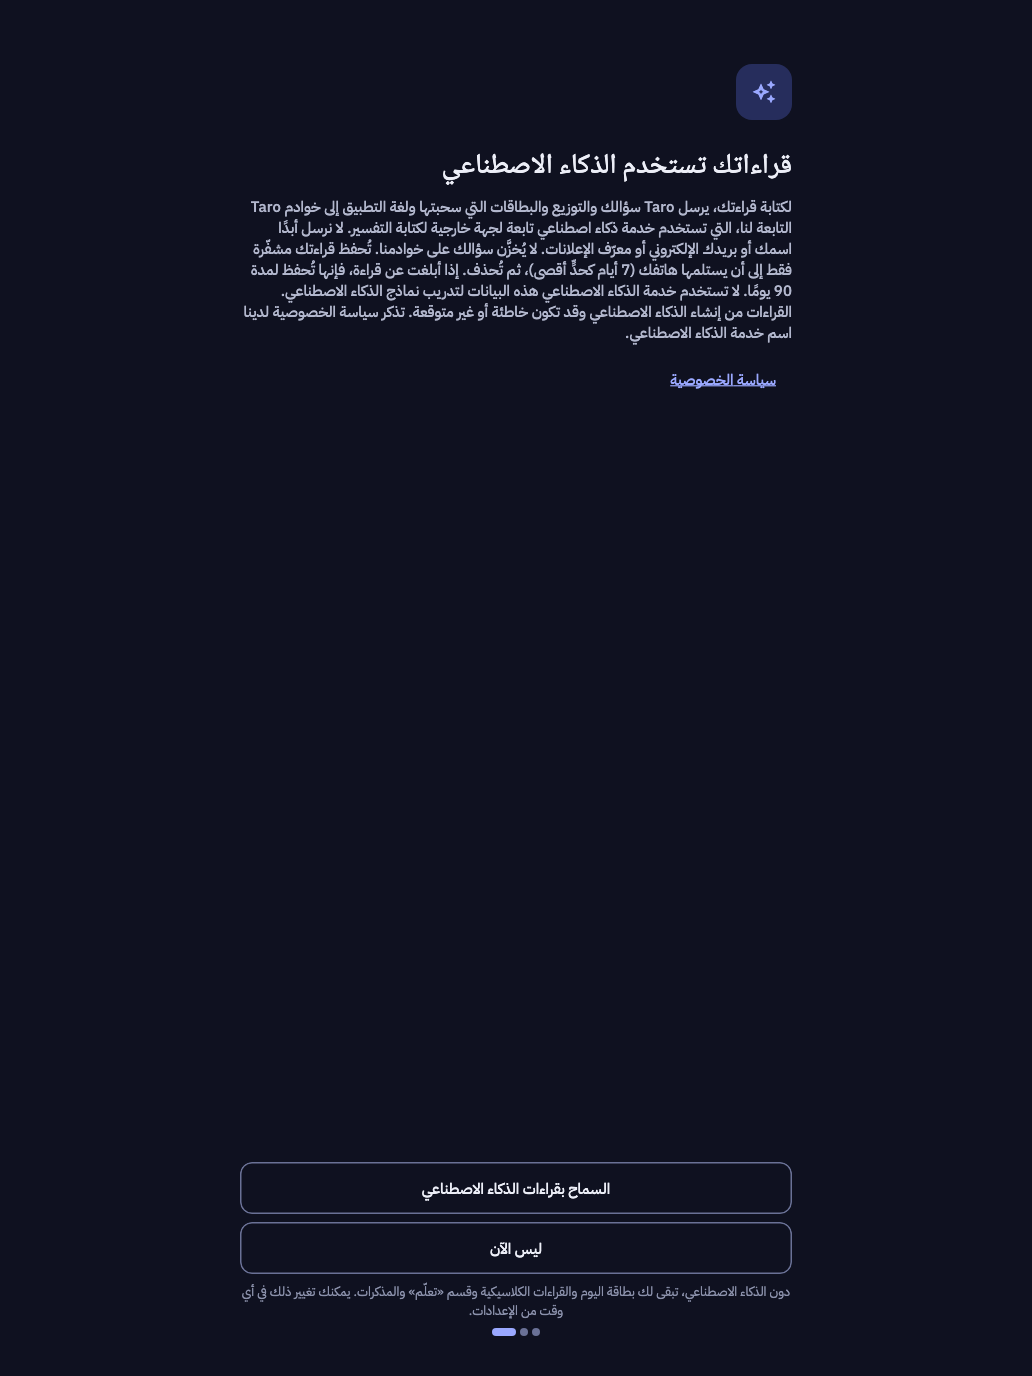 قراءاتك تستخدم الذكاء الاصطناعي
لكتابة قراءتك، يرسل Taro سؤالك والتوزيع والبطاقات التي سحبتها ولغة التطبيق إلى خوادم Taro
التابعة لنا، التي تستخدم خدمة ذكاء اصطناعي تابعة لجهة خارجية لكتابة التفسير. لا نرسل أبدًا
اسمك أو بريدك الإلكتروني أو معرّف الإعلانات. لا يُخزَّن سؤالك على خوادمنا. تُحفظ قراءتك مشفّرة
فقط إلى أن يستلمها هاتفك (7 أيام كحدٍّ أقصى)، ثم تُحذف. إذا أبلغت عن قراءة، فإنها تُحفظ لمدة
90 يومًا. لا تستخدم خدمة الذكاء الاصطناعي هذه البيانات لتدريب نماذج الذكاء الاصطناعي.
القراءات من إنشاء الذكاء الاصطناعي وقد تكون خاطئة أو غير متوقعة. تذكر سياسة الخصوصية لدينا
اسم خدمة الذكاء الاصطناعي.
سياسة الخصوصية
السماح بقراءات الذكاء الاصطناعي
ليس الآن
دون الذكاء الاصطناعي، تبقى لك بطاقة اليوم والقراءات الكلاسيكية وقسم «تعلّم» والمذكرات. يمكنك تغيير ذلك في أي
وقت من الإعدادات.